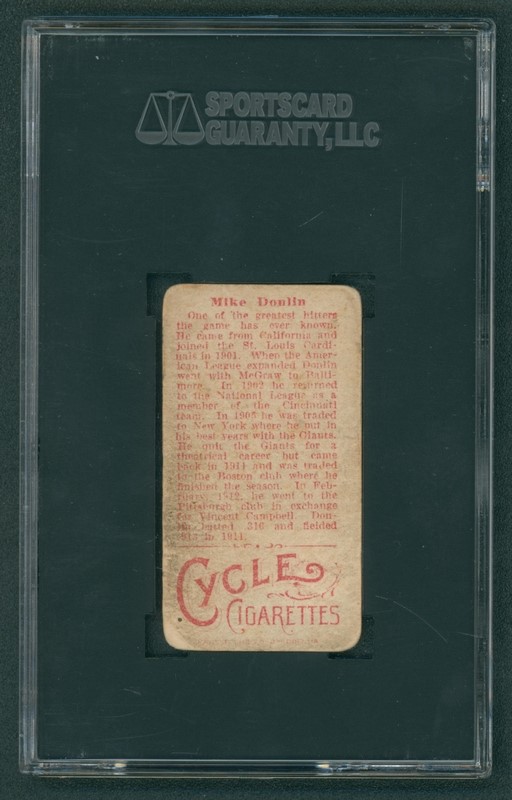 SPORTSCARD
GUARANTY, LLC
Mike Donlin
One of the greatest hitters
the game has ever known.
He came from California and
joined the St. Louis Cardi-
nals in 1901. When the Amer-
ican League expanded Donlin
went with McGraw to Balti-
more. In 1902 he returned
to the National League as a
member of the Cincinnati
team. In 1905 he was traded
to New York where he put in
his best years with the Giants.
He quit the Giants for a
theatrical career but came
back in 1911 and was traded
to the Boston club where he
finished the season. In Feb-
ruary, 1912, he went to the
Pittsburgh club in exchange
for Vincent Campbell. Don-
lin batted .316 and fielded
in 1911.
CYCLE
CIGARETTES